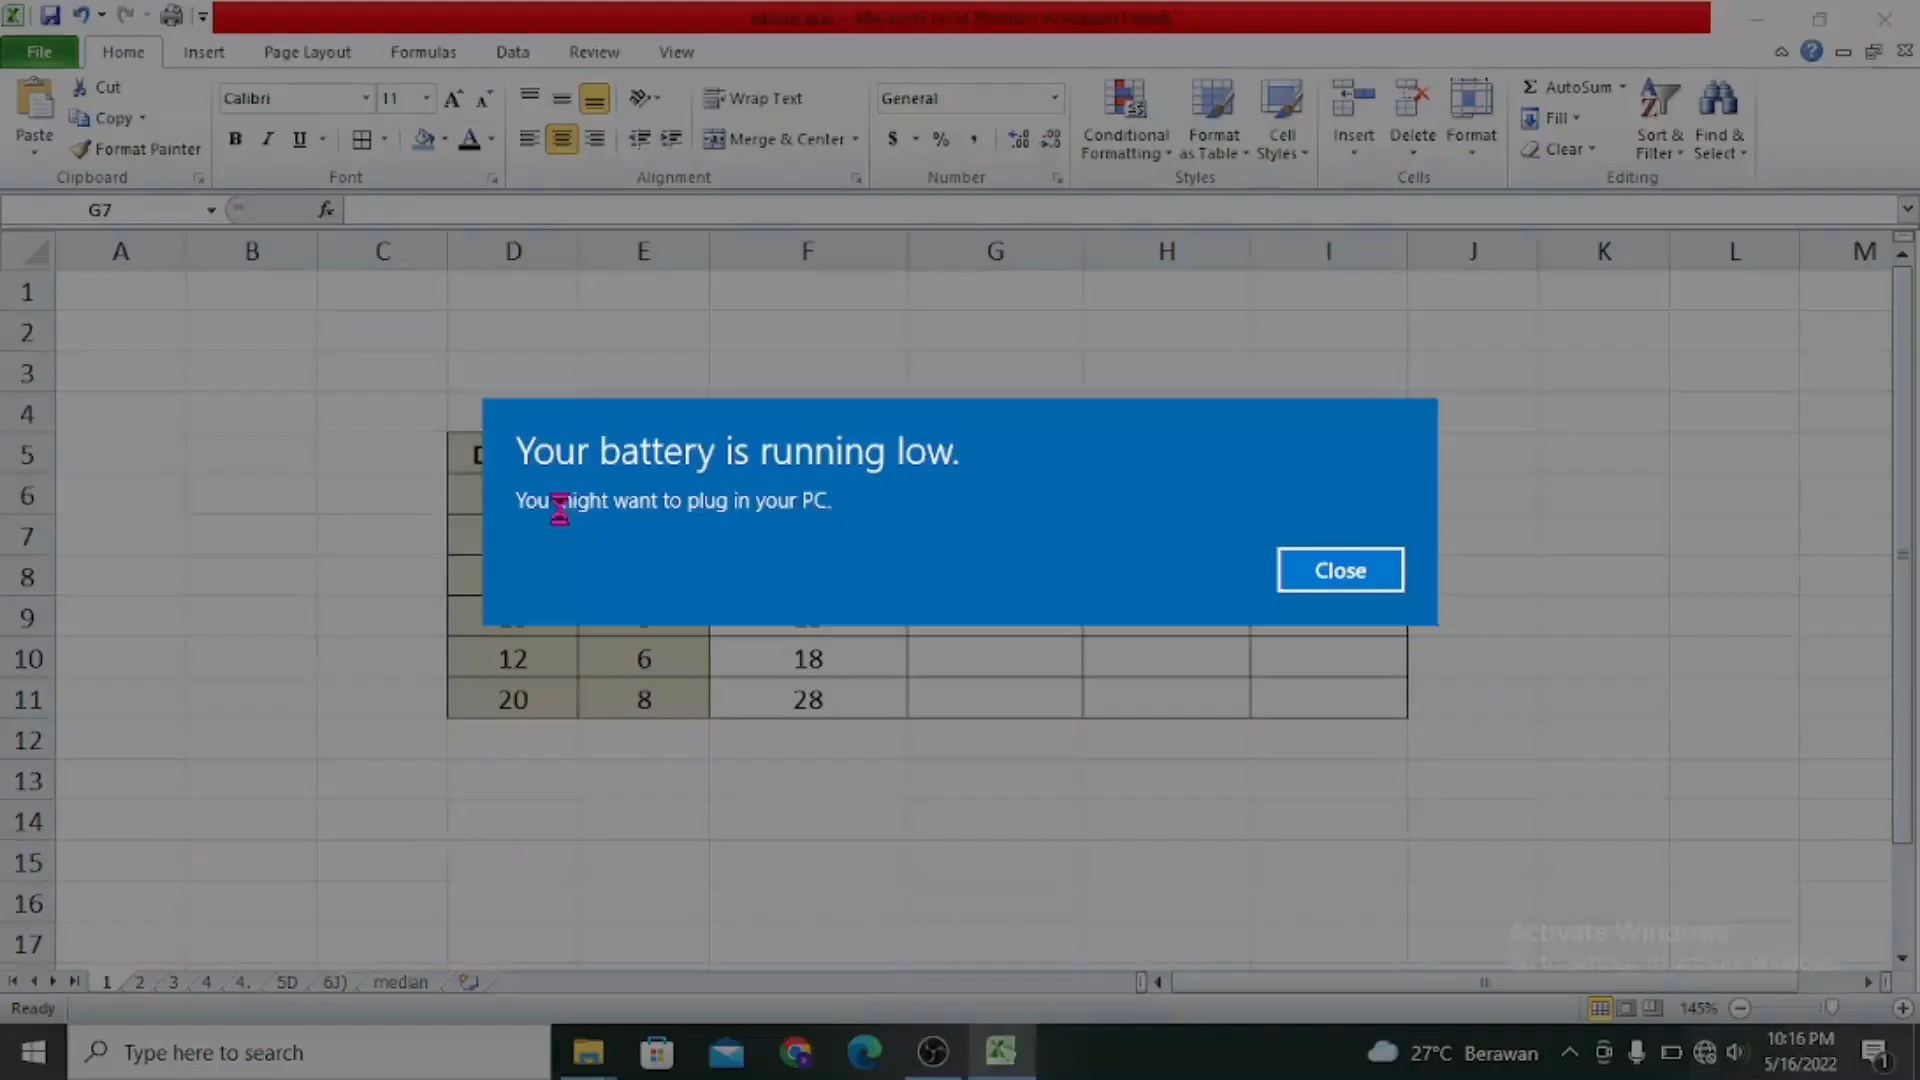 File Home Insert Page Layout Formulas Data Review View
Cut
Copy
Format Painter
Paste
Clipboard
Calibri 11
B I U
Font
Wrap Text
Merge & Center
Alignment
General
$ % ,
Number
Conditional Formatting
Format as Table
Cell Styles
Styles
Insert Delete Format
Cells
AutoSum
Fill
Clear
Sort & Filter
Find & Select
Editing
G7 fx
A B C D E F G H I J K L M
1
2
3
4
5 D
6
7
8
9
10 12 6 18
11 20 8 28
12
13
14
15
16
17
Your battery is running low.
You might want to plug in your PC.
Close
Activate Windows
1 2 3 4 4. 5D 6J) median
Ready 145%
Type here to search
27°C Berawan
10:16 PM
5/16/2022
1